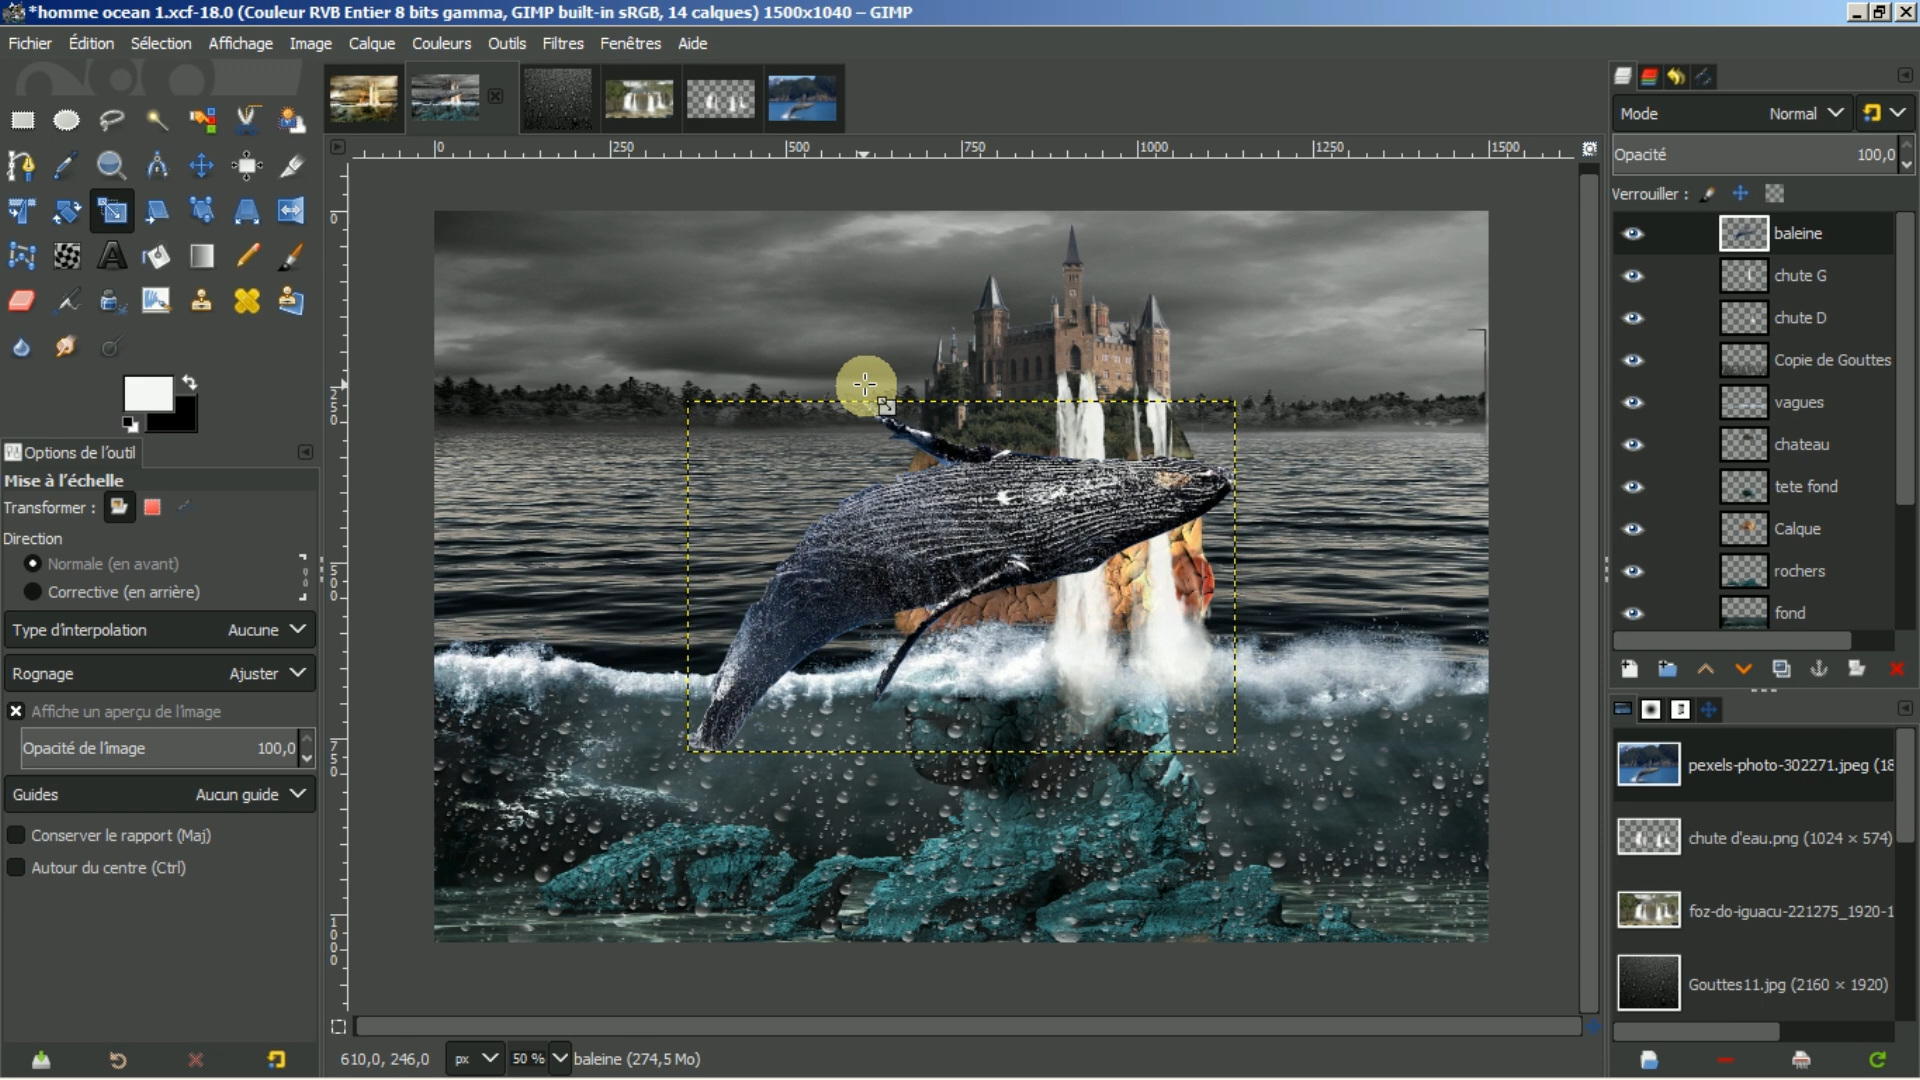 *homme ocean 1.xcf-18.0 (Couleur RVB Entier 8 bits gamma, GIMP built-in sRGB, 14 calques) 1500x1040 – GIMP
Fichier Édition Sélection Affichage Image Calque Couleurs Outils Filtres Fenêtres Aide
0 250 500 750 1000 1250 1500
0
250
500
750
1000
Options de l'outil
Mise à l'échelle
Transformer :
Direction
Normale (en avant)
Corrective (en arrière)
Type d'interpolation Aucune
Rognage Ajuster
Affiche un aperçu de l'image
Opacité de l'image 100,0
Guides Aucun guide
Conserver le rapport (Maj)
Autour du centre (Ctrl)
610,0, 246,0 px 50 % baleine (274,5 Mo)
Mode Normal
Opacité 100,0
Verrouiller :
baleine
chute G
chute D
Copie de Gouttes
vagues
chateau
tete fond
Calque
rochers
fond
pexels-photo-302271.jpeg (18
chute d'eau.png (1024 × 574)
foz-do-iguacu-221275_1920-1
Gouttes11.jpg (2160 × 1920)